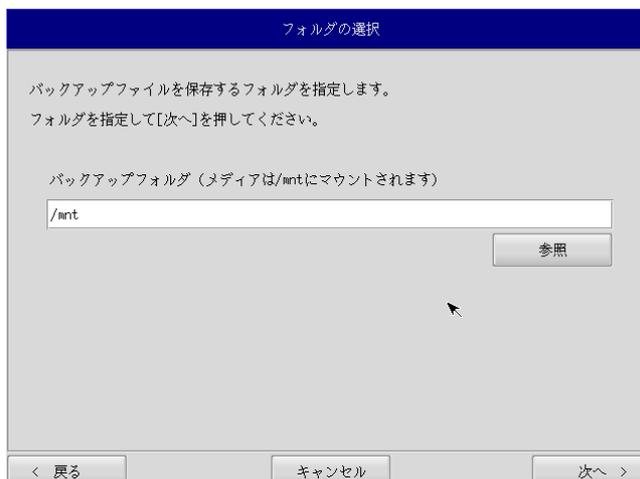 フォルダの選択
バックアップファイルを保存するフォルダを指定します。
フォルダを指定して[次へ]を押してください。
バックアップフォルダ（メディアは/mntにマウントされます）
/mnt
参照
< 戻る
キャンセル
次へ >